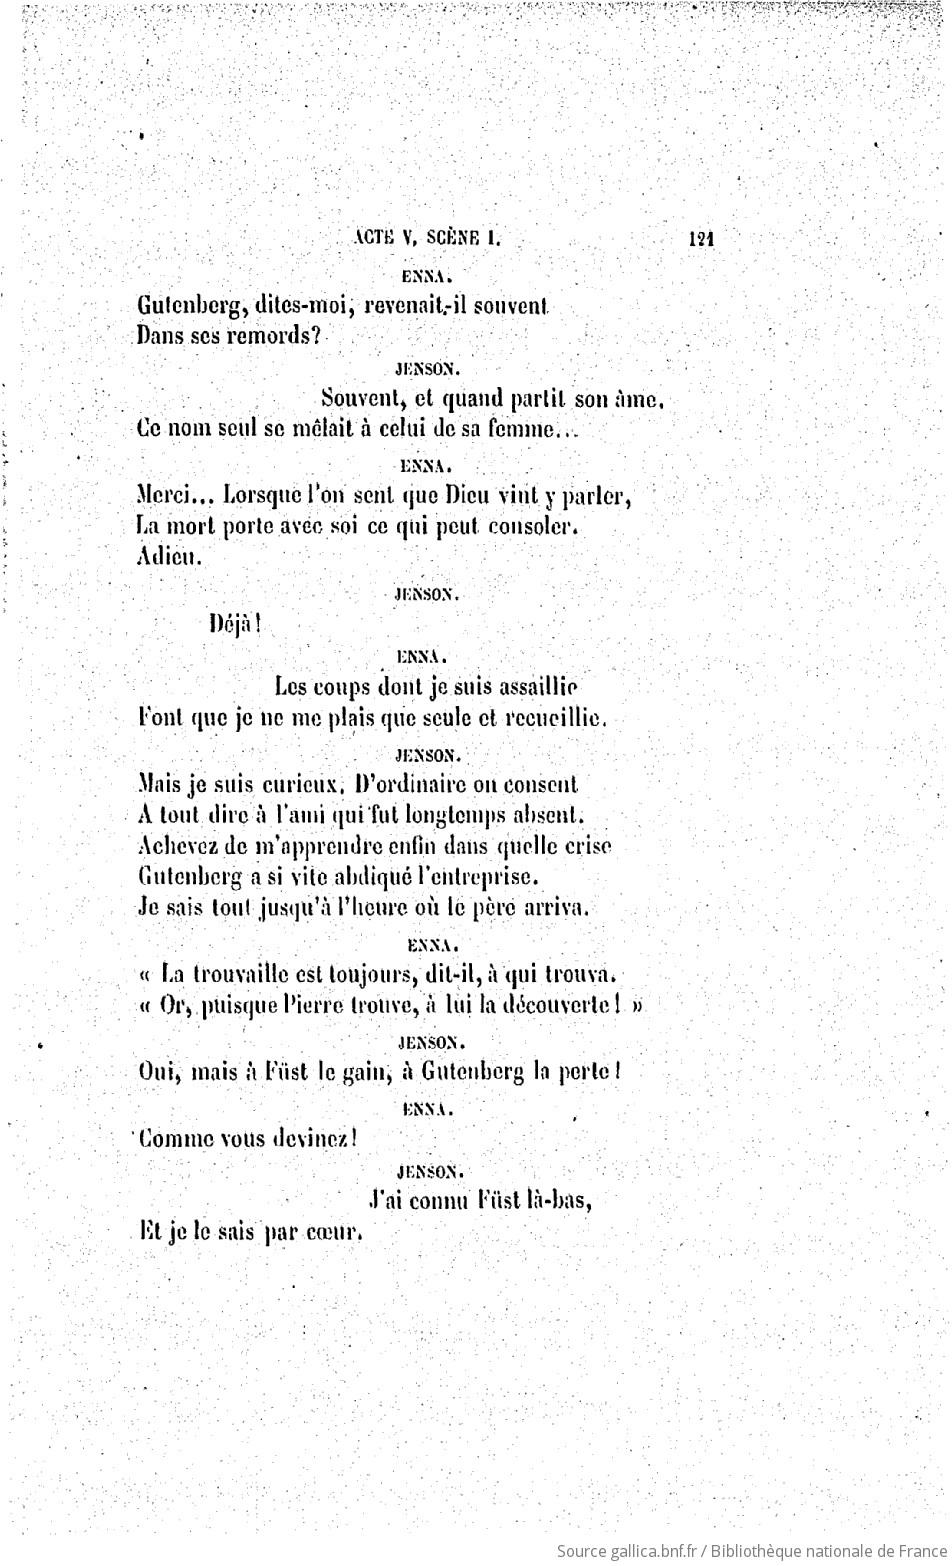 ACTE V, SCÈNE I. 121
ENNA.
Gutenberg, dites-moi, revenait-il souvent
Dans ses remords?
JENSON.
Souvent, et quand partit son âme,
Ce nom seul se mêlait à celui de sa femme...
ENNA.
Merci... Lorsque l'on sent que Dieu vint y parler,
La mort porte avec soi ce qui peut consoler.
Adieu.
JENSON.
Déjà!
ENNA.
Les coups dont je suis assaillie
Font que je ne me plais que seule et recueillie.
JENSON.
Mais je suis curieux. D'ordinaire on consent
A tout dire à l'ami qui fut longtemps absent.
Achevez de m'apprendre enfin dans quelle crise
Gutenberg a si vite abdiqué l'entreprise.
Je sais tout jusqu'à l'heure où le père arriva.
ENNA.
« La trouvaille est toujours, dit-il, à qui trouva.
« Or, puisque Pierre trouve, à lui la découverte! »
JENSON.
Oui, mais à Füst le gain, à Gutenberg la perte!
ENNA.
Comme vous devinez!
JENSON.
J'ai connu Füst là-bas,
Et je le sais par cœur.
Source gallica.bnf.fr / Bibliothèque nationale de France